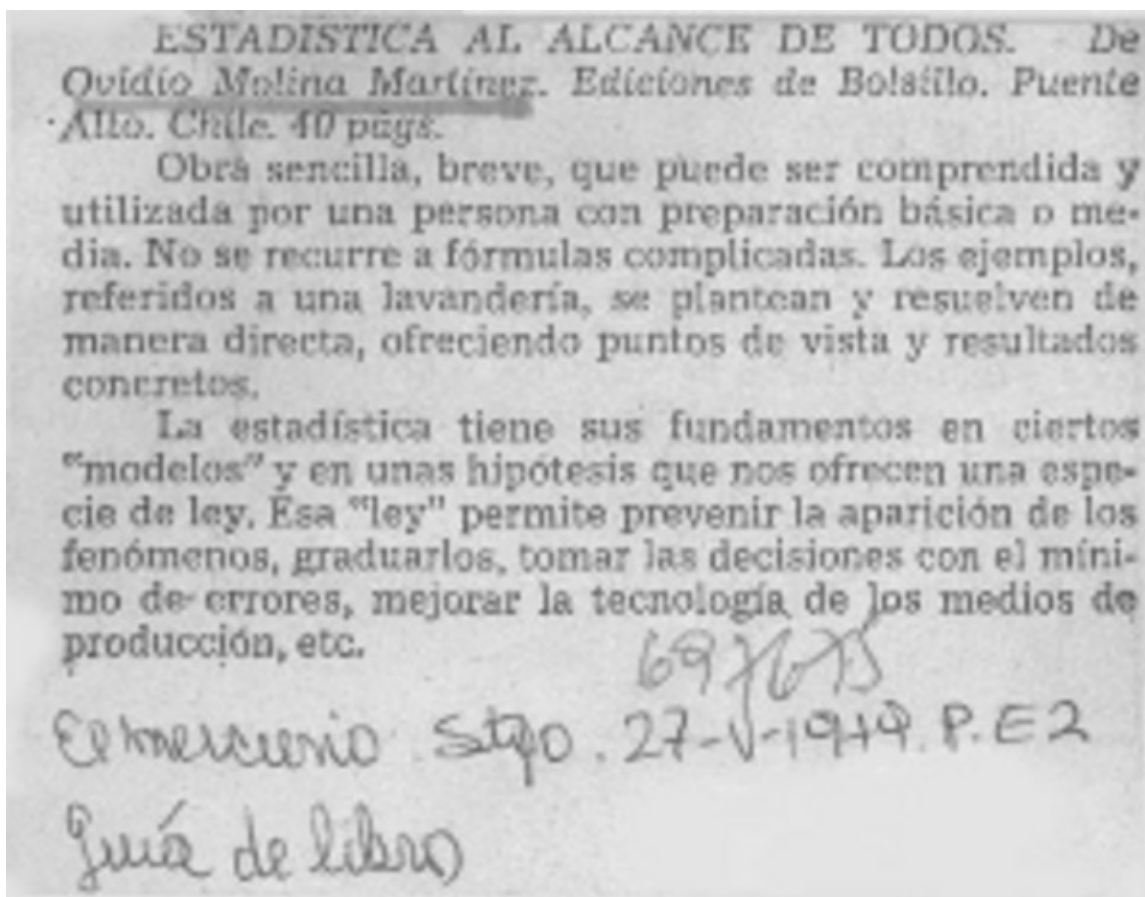 ESTADISTICA AL ALCANCE DE TODOS. De
Ovidio Molina Martínez. Ediciones de Bolsillo. Puente
Alto. Chile. 40 págs.
Obra sencilla, breve, que puede ser comprendida y
utilizada por una persona con preparación básica o me-
dia. No se recurre a fórmulas complicadas. Los ejemplos,
referidos a una lavandería, se plantean y resuelven de
manera directa, ofreciendo puntos de vista y resultados
concretos.
La estadística tiene sus fundamentos en ciertos
"modelos" y en unas hipótesis que nos ofrecen una espe-
cie de ley. Esa "ley" permite prevenir la aparición de los
fenómenos, graduarlos, tomar las decisiones con el míni-
mo de errores, mejorar la tecnología de los medios de
producción, etc.
El mercurio. Stgo. 27-V-1979. P. E2
Guía de libro